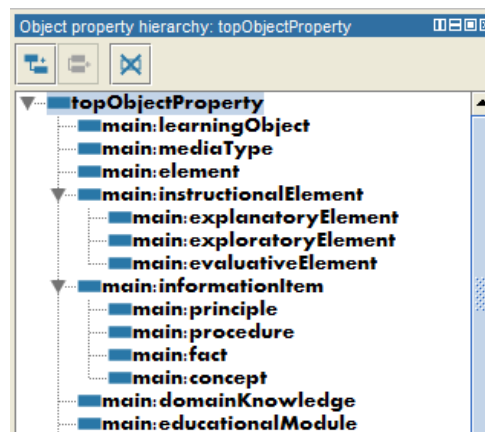 Object property hierarchy: topObjectProperty
topObjectProperty
main:learningObject
main:mediaType
main:element
main:instructionalElement
main:explanatoryElement
main:exploratoryElement
main:evaluativeElement
main:informationItem
main:principle
main:procedure
main:fact
main:concept
main:domainKnowledge
main:educationalModule